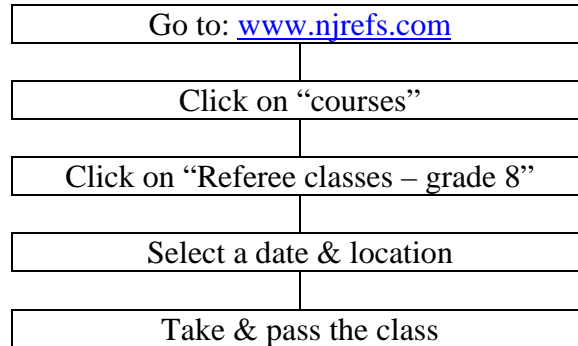 Go to: www.njrefs.com
Click on “courses”
Click on “Referee classes – grade 8”
Select a date & location
Take & pass the class